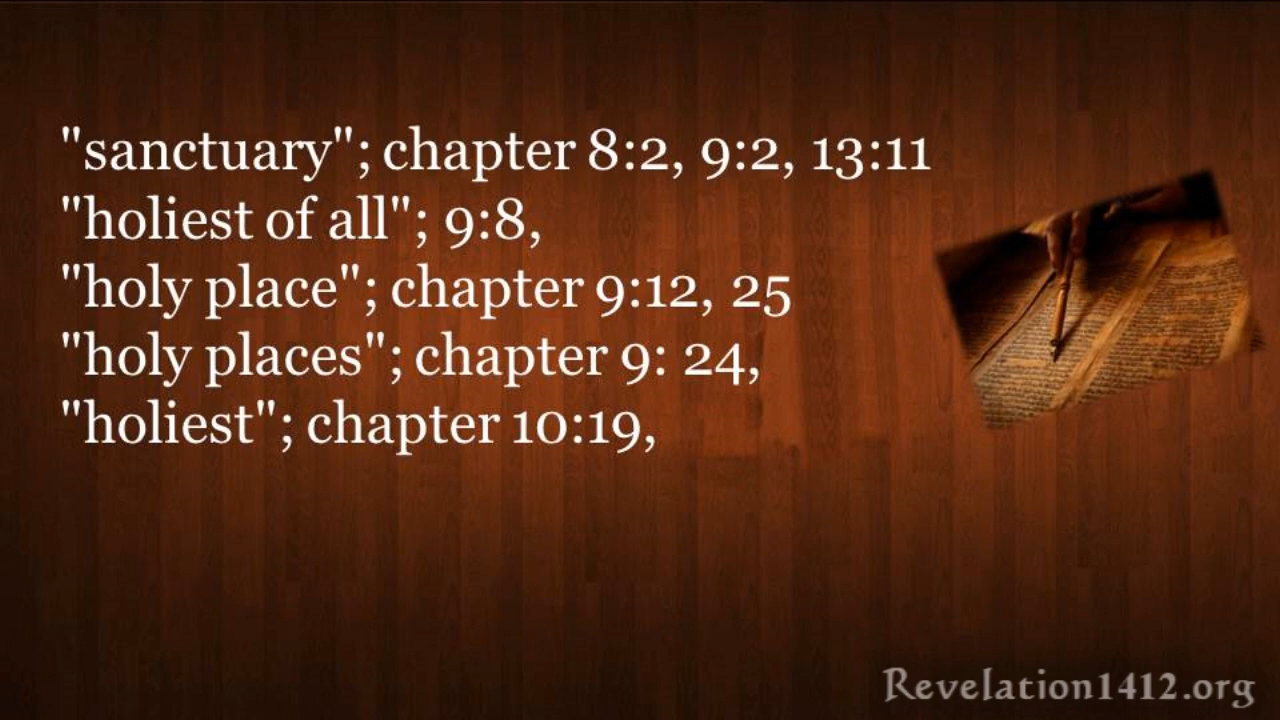 "sanctuary"; chapter 8:2, 9:2, 13:11
"holiest of all"; 9:8,
"holy place"; chapter 9:12, 25
"holy places"; chapter 9: 24,
"holiest"; chapter 10:19,
Revelation1412.org